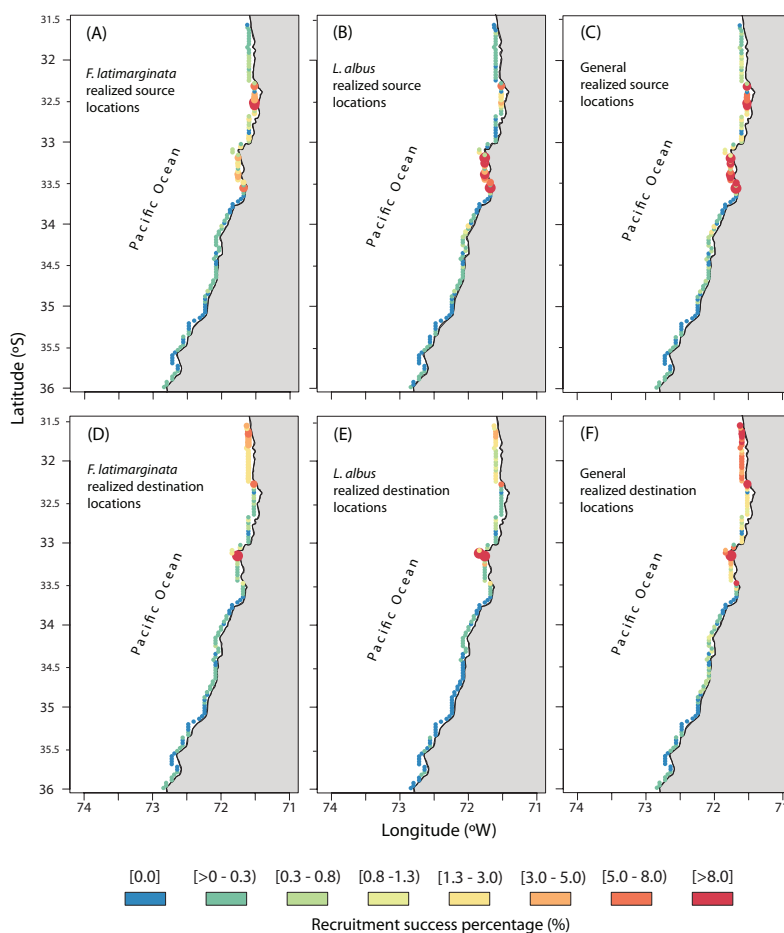 (A)
F. latimarginata
realized source
locations
Pacific Ocean
(B)
L. albus
realized source
locations
Pacific Ocean
(C)
General
realized source
locations
Pacific Ocean
31.5
32
32.5
33
33.5
34
34.5
35
35.5
36
Latitude (ºS)
(D)
F. latimarginata
realized destination
locations
Pacific Ocean
(E)
L. albus
realized destination
locations
Pacific Ocean
(F)
General
realized destination
locations
Pacific Ocean
31.5
32
32.5
33
33.5
34
34.5
35
35.5
36
74 73 72 71
73 72 71
74 73 72 71
Longitude (ºW)
[0.0] [>0 - 0.3) [0.3 - 0.8) [0.8 -1.3) [1.3 - 3.0) [3.0 - 5.0) [5.0 - 8.0) [>8.0]
Recruitment success percentage (%)